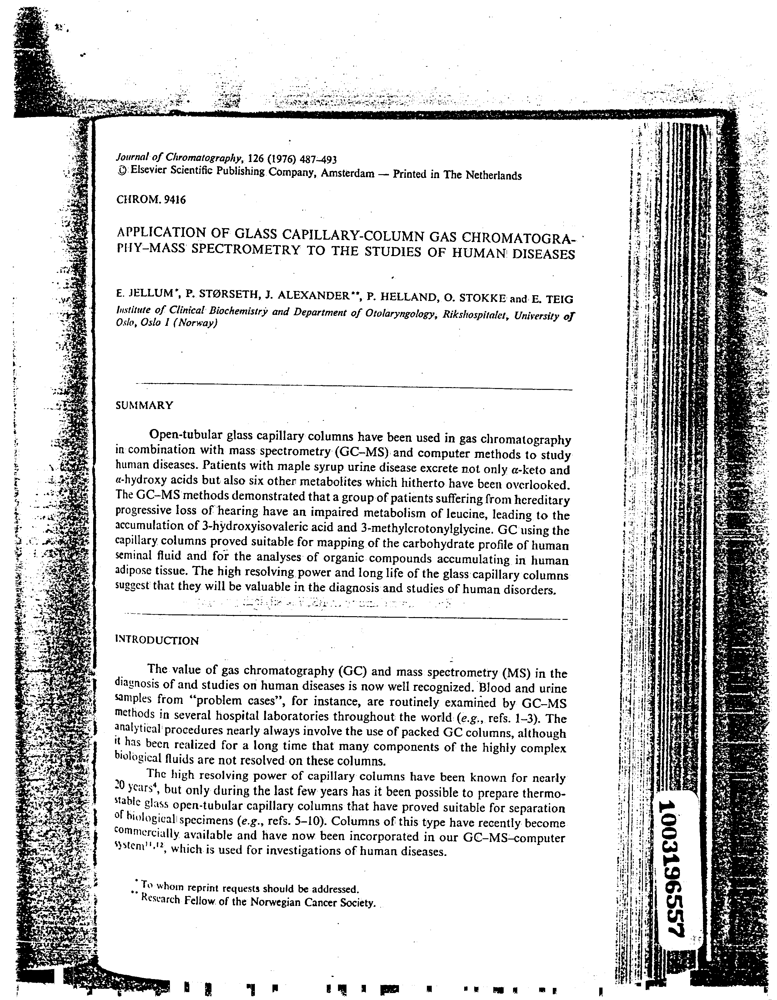 Journal of Chromatography, 126 (1976) 487–493
© Elsevier Scientific Publishing Company, Amsterdam — Printed in The Netherlands
CHROM. 9416
APPLICATION OF GLASS CAPILLARY-COLUMN GAS CHROMATOGRA-
PHY–MASS SPECTROMETRY TO THE STUDIES OF HUMAN DISEASES
E. JELLUM*, P. STØRSETH, J. ALEXANDER**, P. HELLAND, O. STOKKE and E. TEIG
Institute of Clinical Biochemistry and Department of Otolaryngology, Rikshospitalet, University of
Oslo, Oslo 1 (Norway)
SUMMARY
Open-tubular glass capillary columns have been used in gas chromatography
in combination with mass spectrometry (GC–MS) and computer methods to study
human diseases. Patients with maple syrup urine disease excrete not only α-keto and
α-hydroxy acids but also six other metabolites which hitherto have been overlooked.
The GC–MS methods demonstrated that a group of patients suffering from hereditary
progressive loss of hearing have an impaired metabolism of leucine, leading to the
accumulation of 3-hydroxyisovaleric acid and 3-methylcrotonylglycine. GC using the
capillary columns proved suitable for mapping of the carbohydrate profile of human
seminal fluid and for the analyses of organic compounds accumulating in human
adipose tissue. The high resolving power and long life of the glass capillary columns
suggest that they will be valuable in the diagnosis and studies of human disorders.
INTRODUCTION
The value of gas chromatography (GC) and mass spectrometry (MS) in the
diagnosis of and studies on human diseases is now well recognized. Blood and urine
samples from "problem cases", for instance, are routinely examined by GC–MS
methods in several hospital laboratories throughout the world (e.g., refs. 1–3). The
analytical procedures nearly always involve the use of packed GC columns, although
it has been realized for a long time that many components of the highly complex
biological fluids are not resolved on these columns.
The high resolving power of capillary columns have been known for nearly
20 years⁴, but only during the last few years has it been possible to prepare thermo-
stable glass open-tubular capillary columns that have proved suitable for separation
of biological specimens (e.g., refs. 5–10). Columns of this type have recently become
commercially available and have now been incorporated in our GC–MS–computer
system¹¹,¹², which is used for investigations of human diseases.
* To whom reprint requests should be addressed.
** Research Fellow of the Norwegian Cancer Society.
1003196557